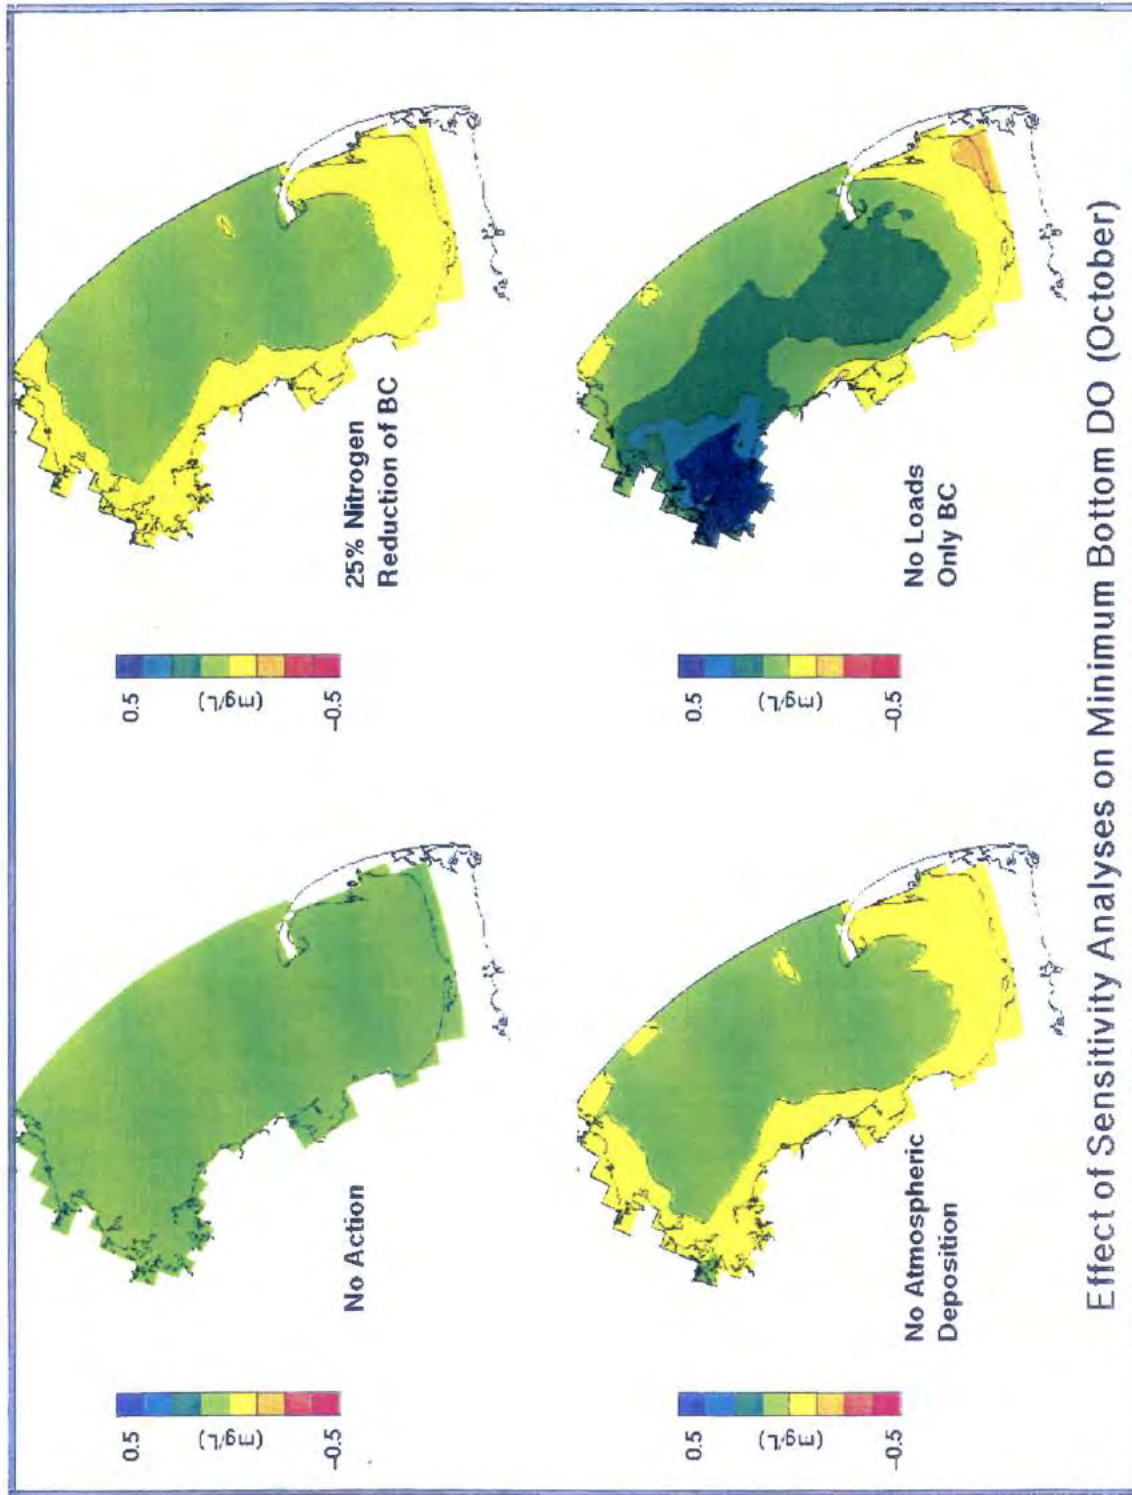 0.5
(mg/L)
-0.5
No Action
0.5
(mg/L)
-0.5
25% Nitrogen
Reduction of BC
0.5
(mg/L)
-0.5
No Atmospheric
Deposition
0.5
(mg/L)
-0.5
No Loads
Only BC
Effect of Sensitivity Analyses on Minimum Bottom DO (October)